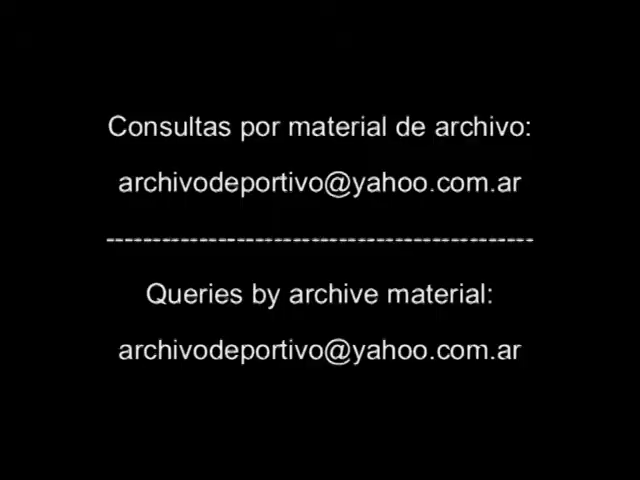 Consultas por material de archivo:
archivodeportivo@yahoo.com.ar
-----------------------------------------------
Queries by archive material:
archivodeportivo@yahoo.com.ar